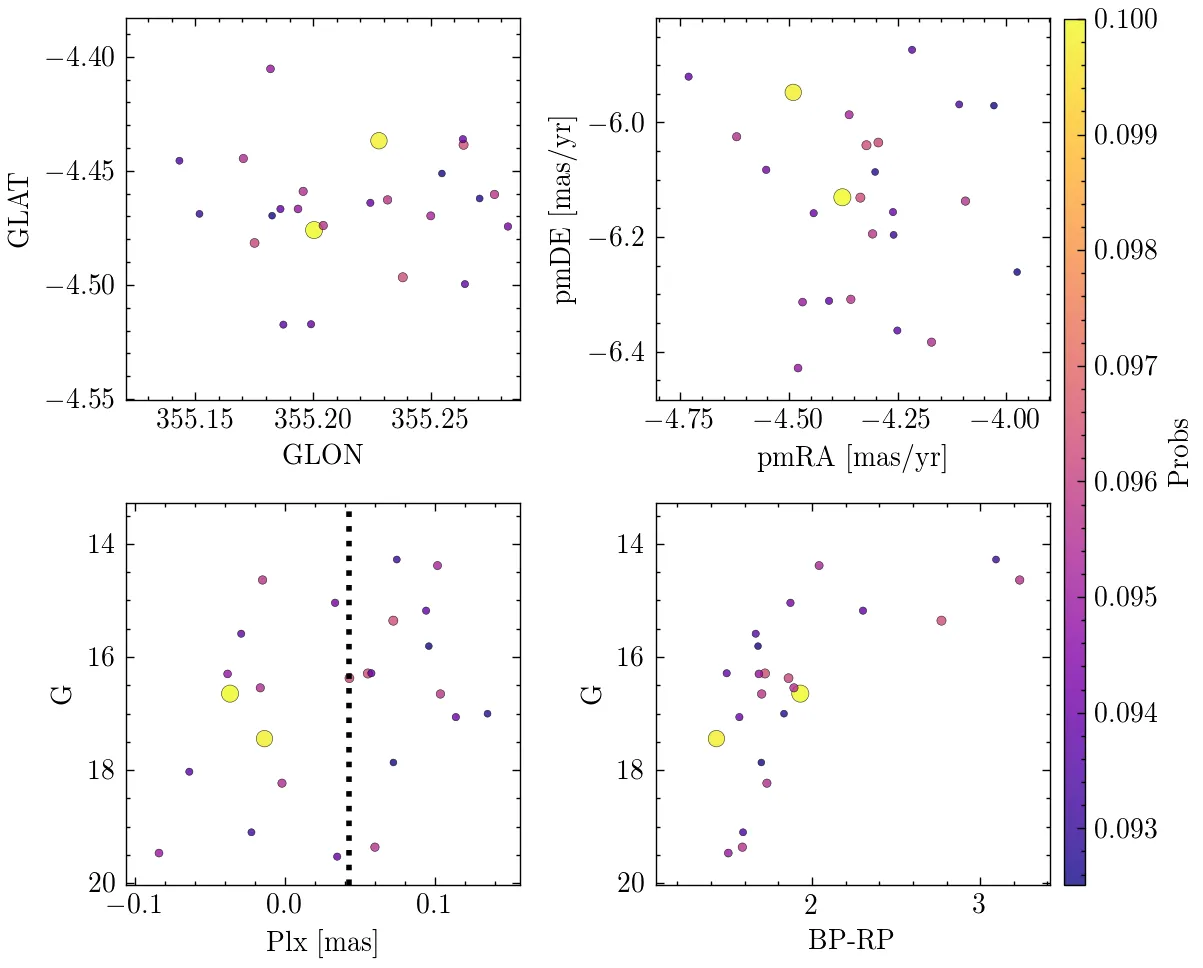 −4.40
−4.45
−4.50
−4.55
GLAT
355.15 355.20 355.25
GLON
−6.0
−6.2
−6.4
pmDE [mas/yr]
−4.75 −4.50 −4.25 −4.00
pmRA [mas/yr]
14
16
18
20
G
−0.1 0.0 0.1
Plx [mas]
14
16
18
20
G
2 3
BP-RP
0.100
0.099
0.098
0.097
0.096
0.095
0.094
0.093
Probs